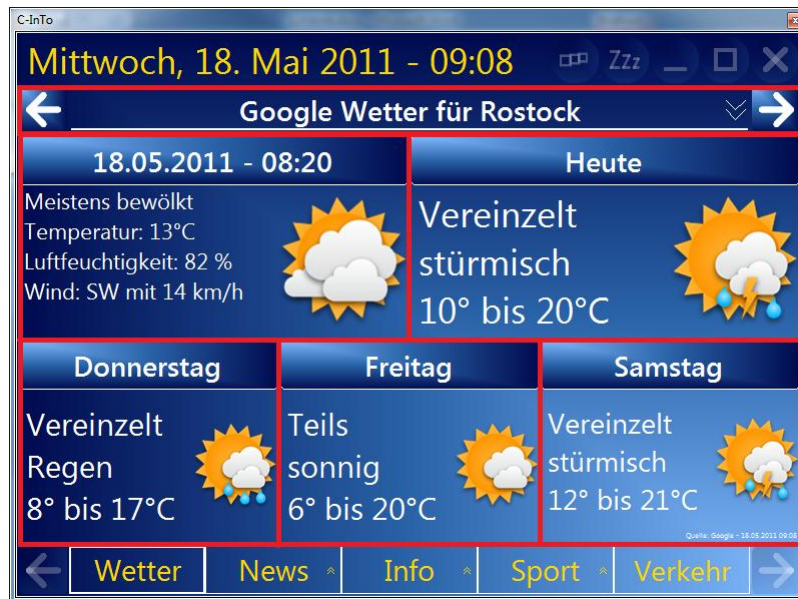 C-InTo
Mittwoch, 18. Mai 2011 - 09:08
Zzz
Google Wetter für Rostock
18.05.2011 - 08:20
Meistens bewölkt
Temperatur: 13°C
Luftfeuchtigkeit: 82 %
Wind: SW mit 14 km/h
Heute
Vereinzelt
stürmisch
10° bis 20°C
Donnerstag
Vereinzelt
Regen
8° bis 17°C
Freitag
Teils
sonnig
6° bis 20°C
Samstag
Vereinzelt
stürmisch
12° bis 21°C
Quelle: Google - 18.05.2011 09:08
Wetter News Info Sport Verkehr